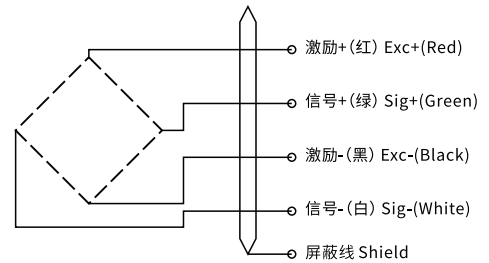 激励+(红) Exc+(Red)
信号+(绿) Sig+(Green)
激励-(黑) Exc-(Black)
信号-(白) Sig-(White)
屏蔽线 Shield